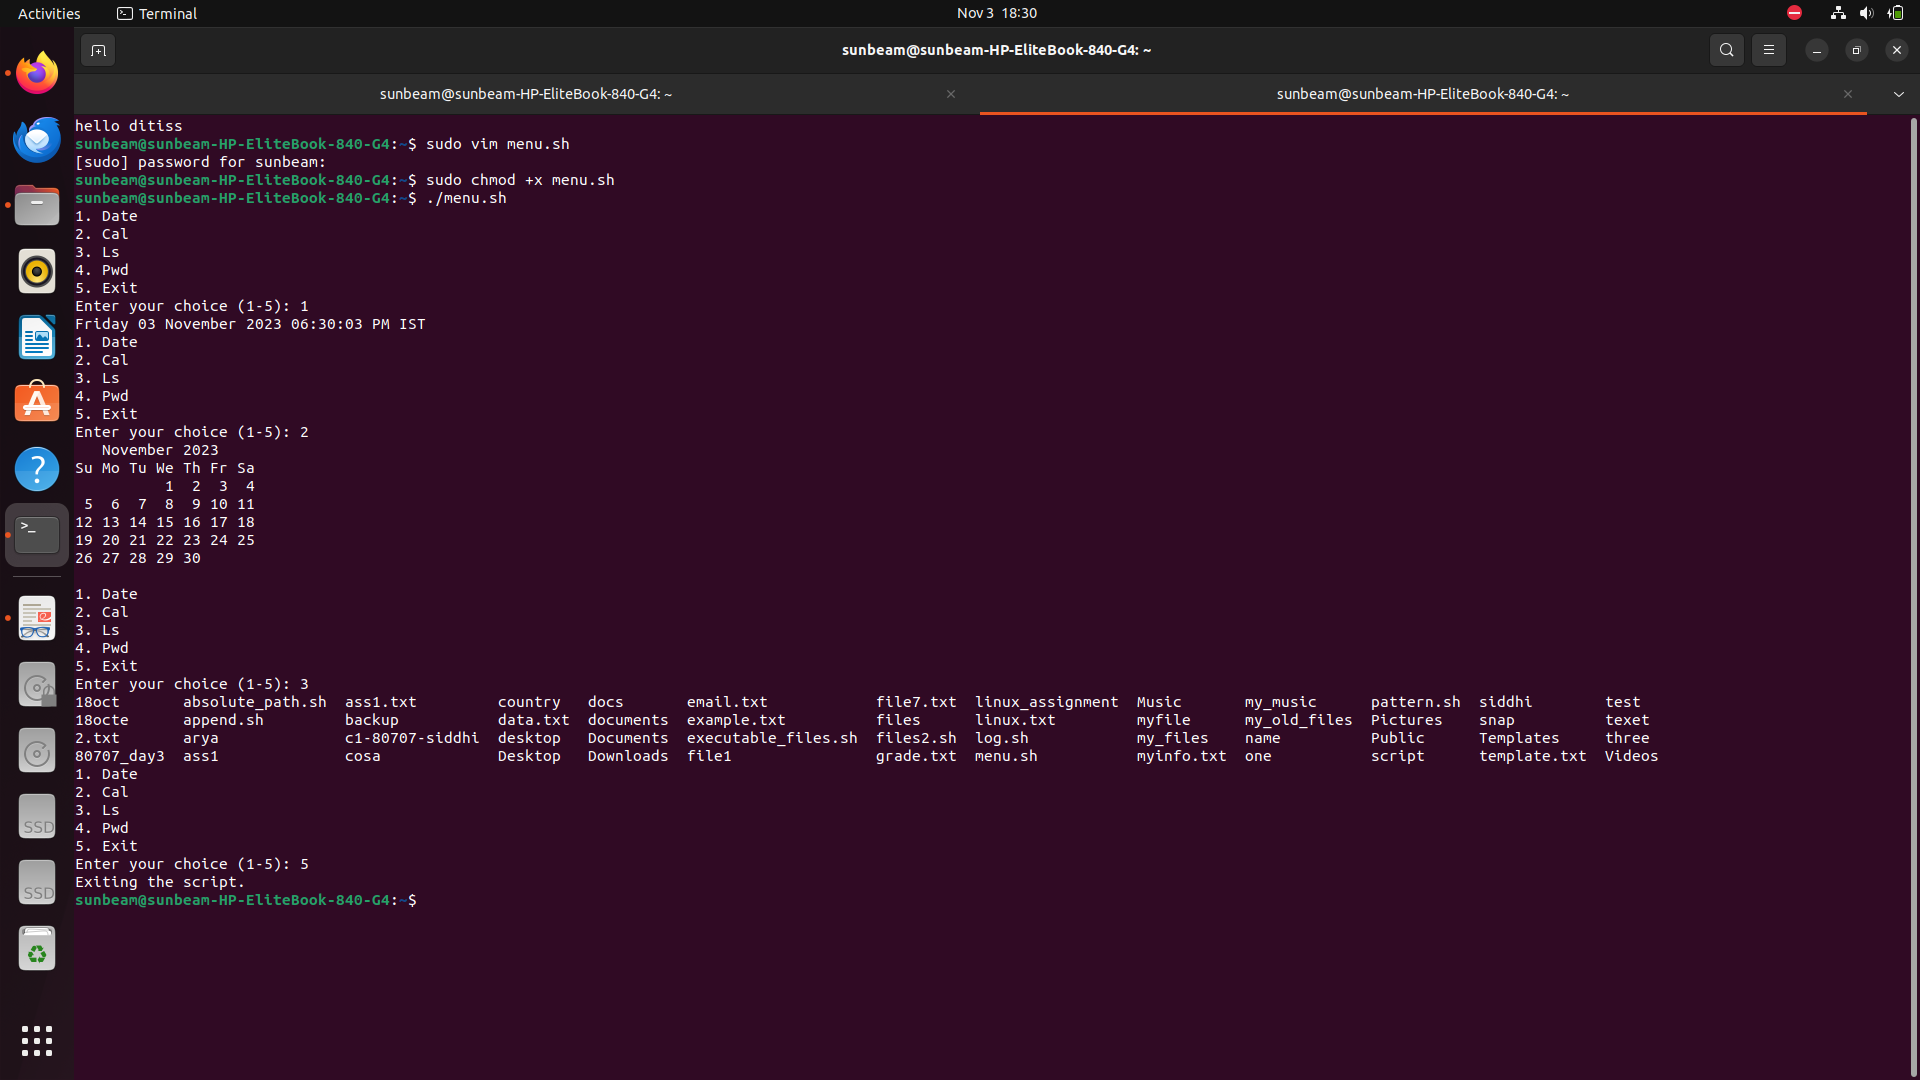 Activities
Terminal
Nov 3 18:30
sunbeam@sunbeam-HP-EliteBook-840-G4: ~
sunbeam@sunbeam-HP-EliteBook-840-G4: ~
sunbeam@sunbeam-HP-EliteBook-840-G4: ~
hello ditiss
sunbeam@sunbeam-HP-EliteBook-840-G4:~$ sudo vim menu.sh
[sudo] password for sunbeam:
sunbeam@sunbeam-HP-EliteBook-840-G4:~$ sudo chmod +x menu.sh
sunbeam@sunbeam-HP-EliteBook-840-G4:~$ ./menu.sh
1. Date
2. Cal
3. Ls
4. Pwd
5. Exit
Enter your choice (1-5): 1
Friday 03 November 2023 06:30:03 PM IST
1. Date
2. Cal
3. Ls
4. Pwd
5. Exit
Enter your choice (1-5): 2
   November 2023
Su Mo Tu We Th Fr Sa
          1  2  3  4
 5  6  7  8  9 10 11
12 13 14 15 16 17 18
19 20 21 22 23 24 25
26 27 28 29 30
1. Date
2. Cal
3. Ls
4. Pwd
5. Exit
Enter your choice (1-5): 3
18oct       absolute_path.sh  ass1.txt         country   docs       email.txt            file7.txt  linux_assignment  Music       my_music      pattern.sh  siddhi        test
18octe      append.sh         backup           data.txt  documents  example.txt          files      linux.txt         myfile      my_old_files  Pictures    snap          texet
2.txt       arya              c1-80707-siddhi  desktop   Documents  executable_files.sh  files2.sh  log.sh            my_files    name          Public      Templates     three
80707_day3  ass1              cosa             Desktop   Downloads  file1                grade.txt  menu.sh           myinfo.txt  one           script      template.txt  Videos
1. Date
2. Cal
3. Ls
4. Pwd
5. Exit
Enter your choice (1-5): 5
Exiting the script.
sunbeam@sunbeam-HP-EliteBook-840-G4:~$
SSD
SSD